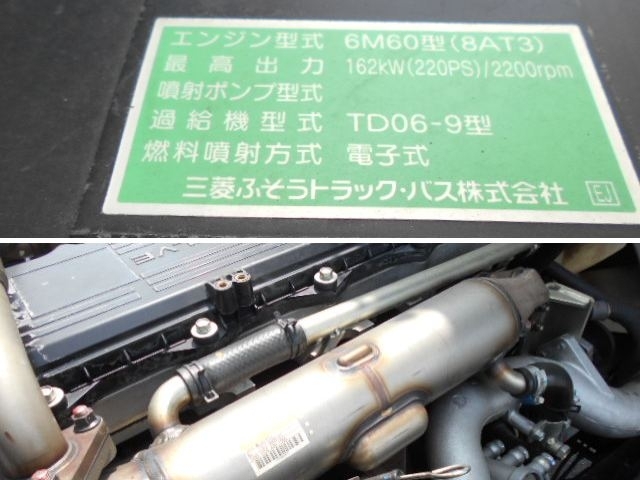 エンジン型式 6M60型(8AT3)
最高出力 162kW(220PS)/2200rpm
噴射ポンプ型式
過給機型式 TD06-9型
燃料噴射方式 電子式
三菱ふそうトラック・バス株式会社 EJ